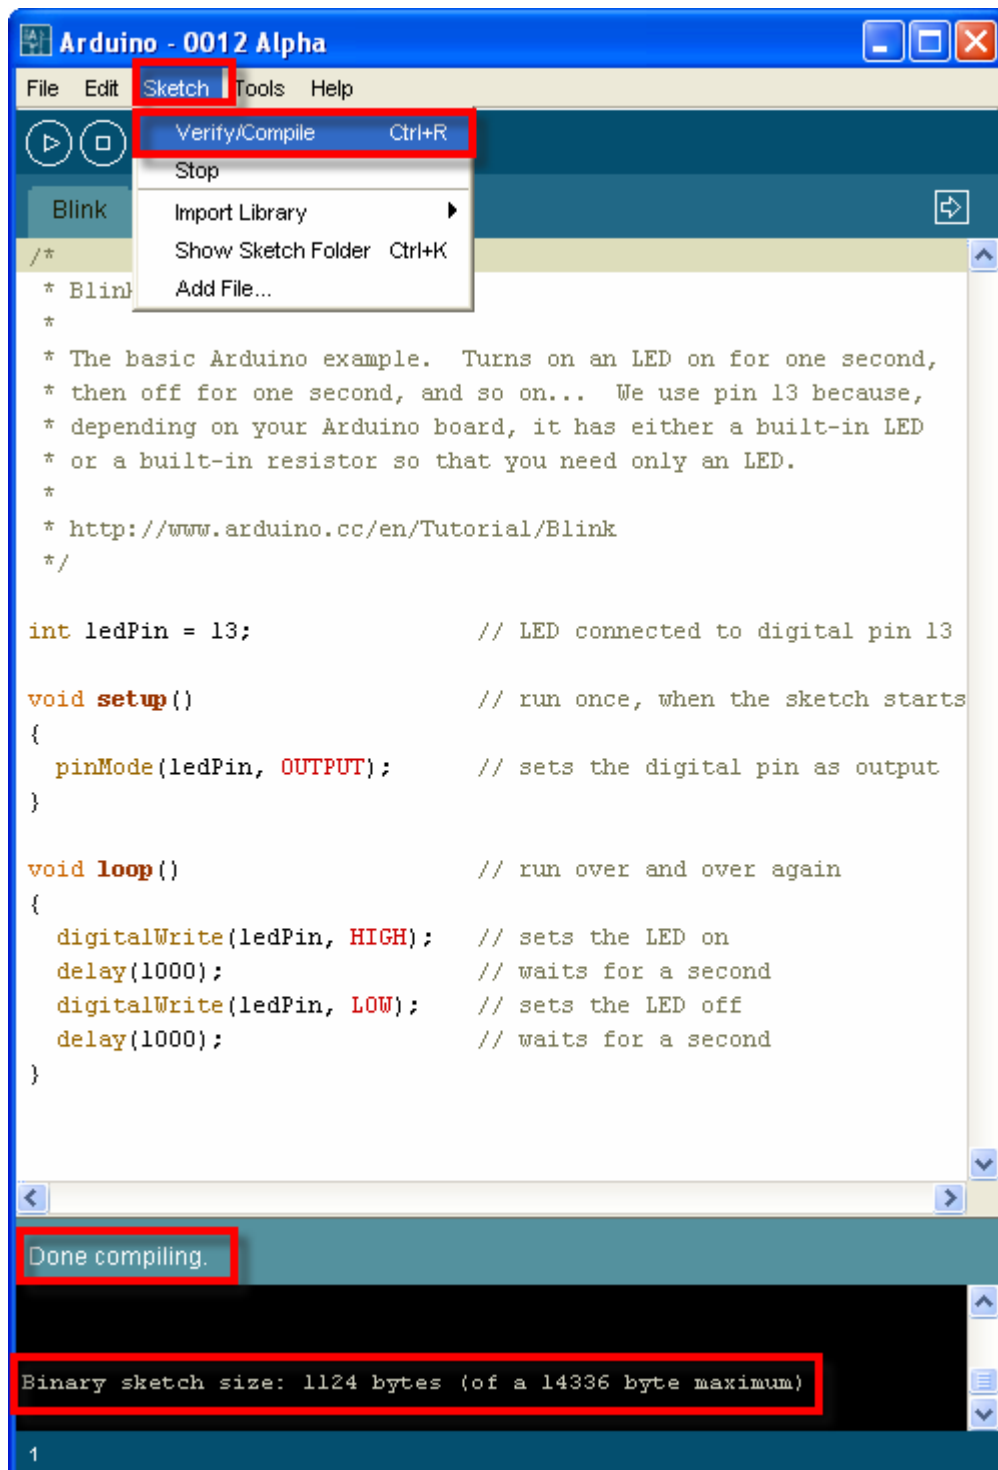 Arduino - 0012 Alpha
File Edit Sketch Tools Help
Verify/Compile Ctrl+R
Stop
Import Library
Show Sketch Folder Ctrl+K
Add File...
Blink
/*
 * Blink
 *
 * The basic Arduino example.  Turns on an LED on for one second,
 * then off for one second, and so on...  We use pin 13 because,
 * depending on your Arduino board, it has either a built-in LED
 * or a built-in resistor so that you need only an LED.
 *
 * http://www.arduino.cc/en/Tutorial/Blink
 */
int ledPin = 13;                // LED connected to digital pin 13
void setup()                    // run once, when the sketch starts
{
  pinMode(ledPin, OUTPUT);      // sets the digital pin as output
}
void loop()                     // run over and over again
{
  digitalWrite(ledPin, HIGH);   // sets the LED on
  delay(1000);                  // waits for a second
  digitalWrite(ledPin, LOW);    // sets the LED off
  delay(1000);                  // waits for a second
}
Done compiling.
Binary sketch size: 1124 bytes (of a 14336 byte maximum)
1